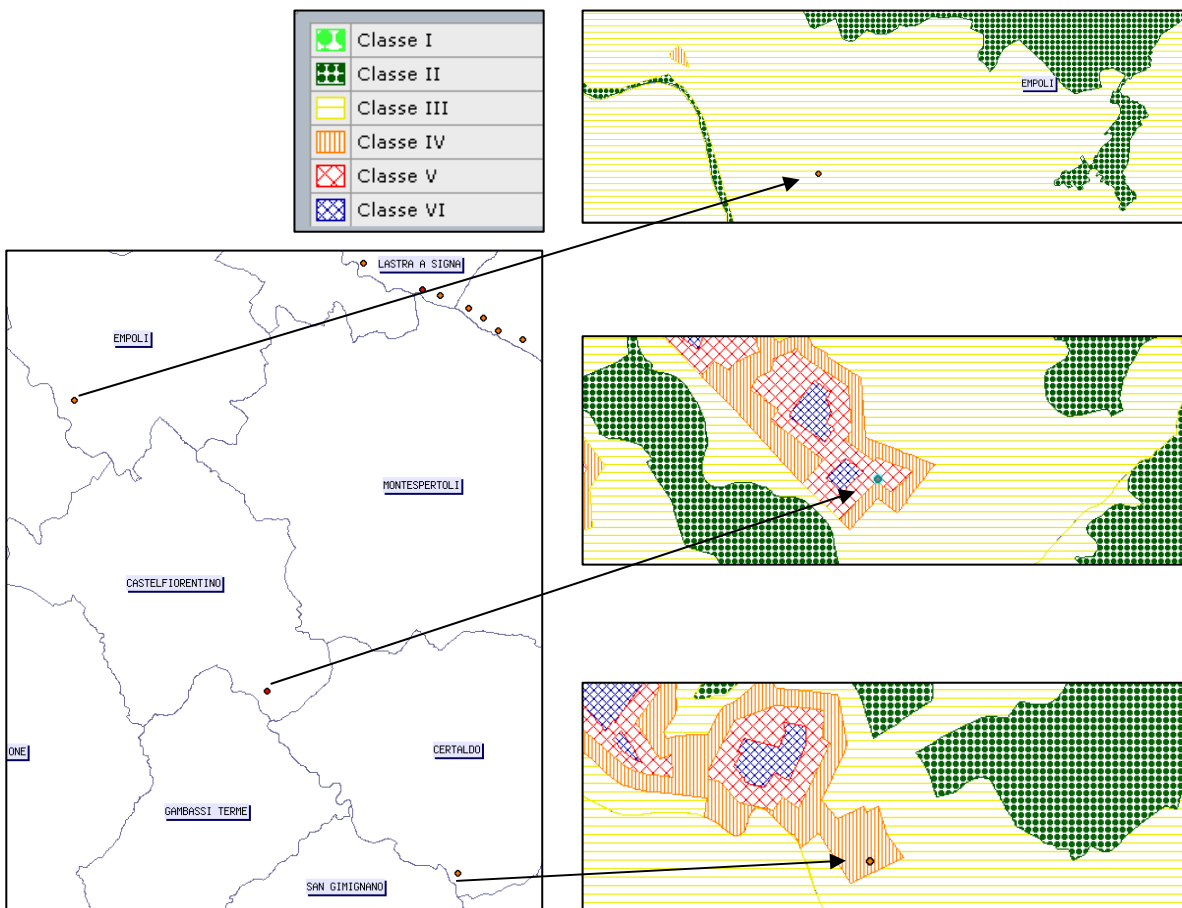 Classe I
Classe II
Classe III
Classe IV
Classe V
Classe VI
EMPOLI
LASTRA A SIGNA
EMPOLI
MONTESPERTOLI
CASTELFIORENTINO
ONE
CERTALDO
GAMBASSI TERME
SAN GIMIGNANO